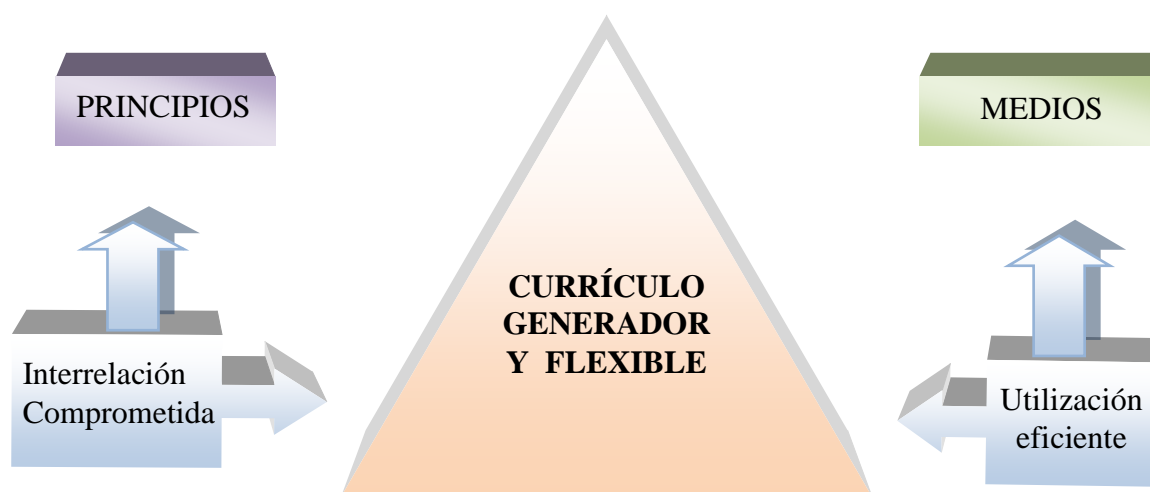 PRINCIPIOS
MEDIOS
CURRÍCULO
GENERADOR
Y FLEXIBLE
Interrelación
Comprometida
Utilización
eficiente